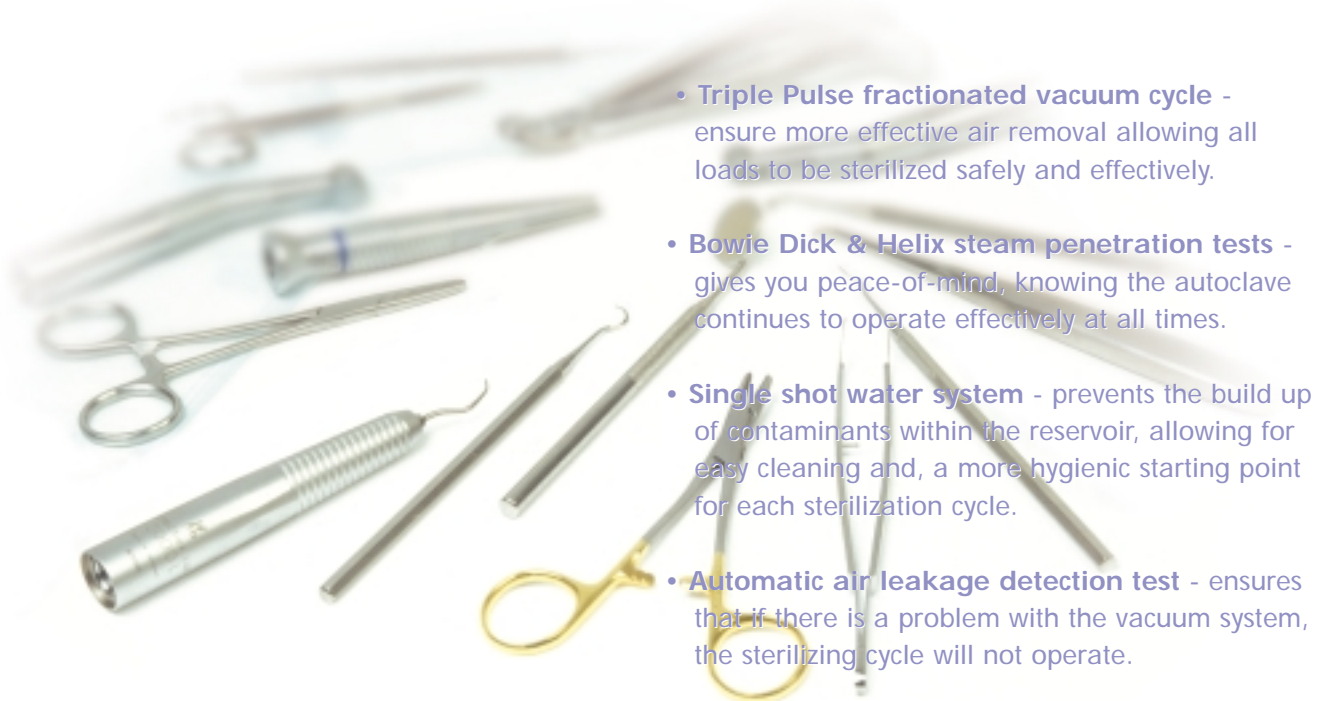 • Triple Pulse fractionated vacuum cycle -
ensure more effective air removal allowing all
loads to be sterilized safely and effectively.
• Bowie Dick & Helix steam penetration tests -
gives you peace-of-mind, knowing the autoclave
continues to operate effectively at all times.
• Single shot water system - prevents the build up
of contaminants within the reservoir, allowing for
easy cleaning and, a more hygienic starting point
for each sterilization cycle.
• Automatic air leakage detection test - ensures
that if there is a problem with the vacuum system,
the sterilizing cycle will not operate.